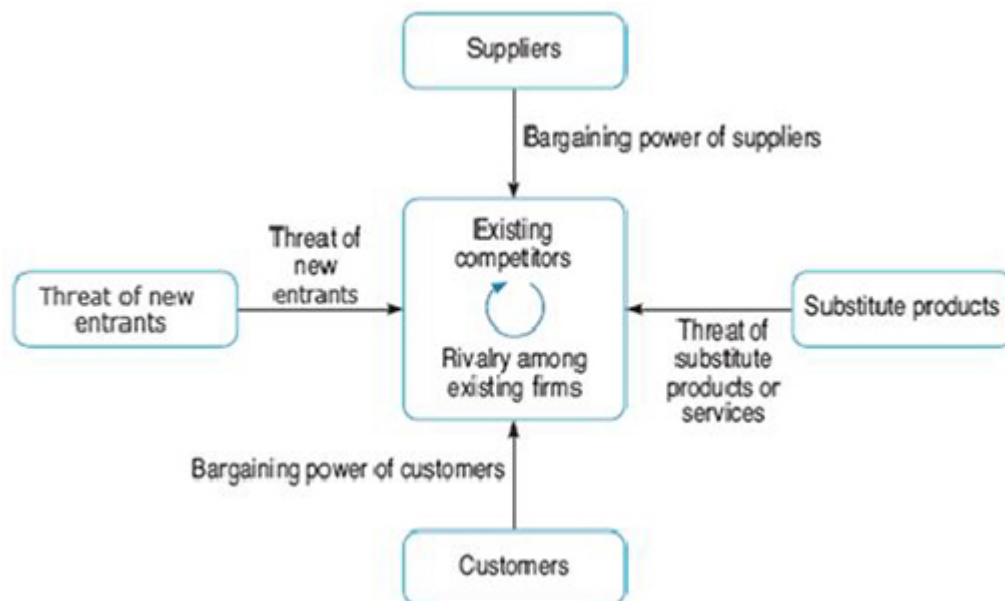 Suppliers
Bargaining power of suppliers
Existing
competitors
Threat of
new
entrants
Threat of new
entrants
Substitute products
Rivalry among
existing firms
Threat of
substitute
products or
services
Bargaining power of customers
Customers